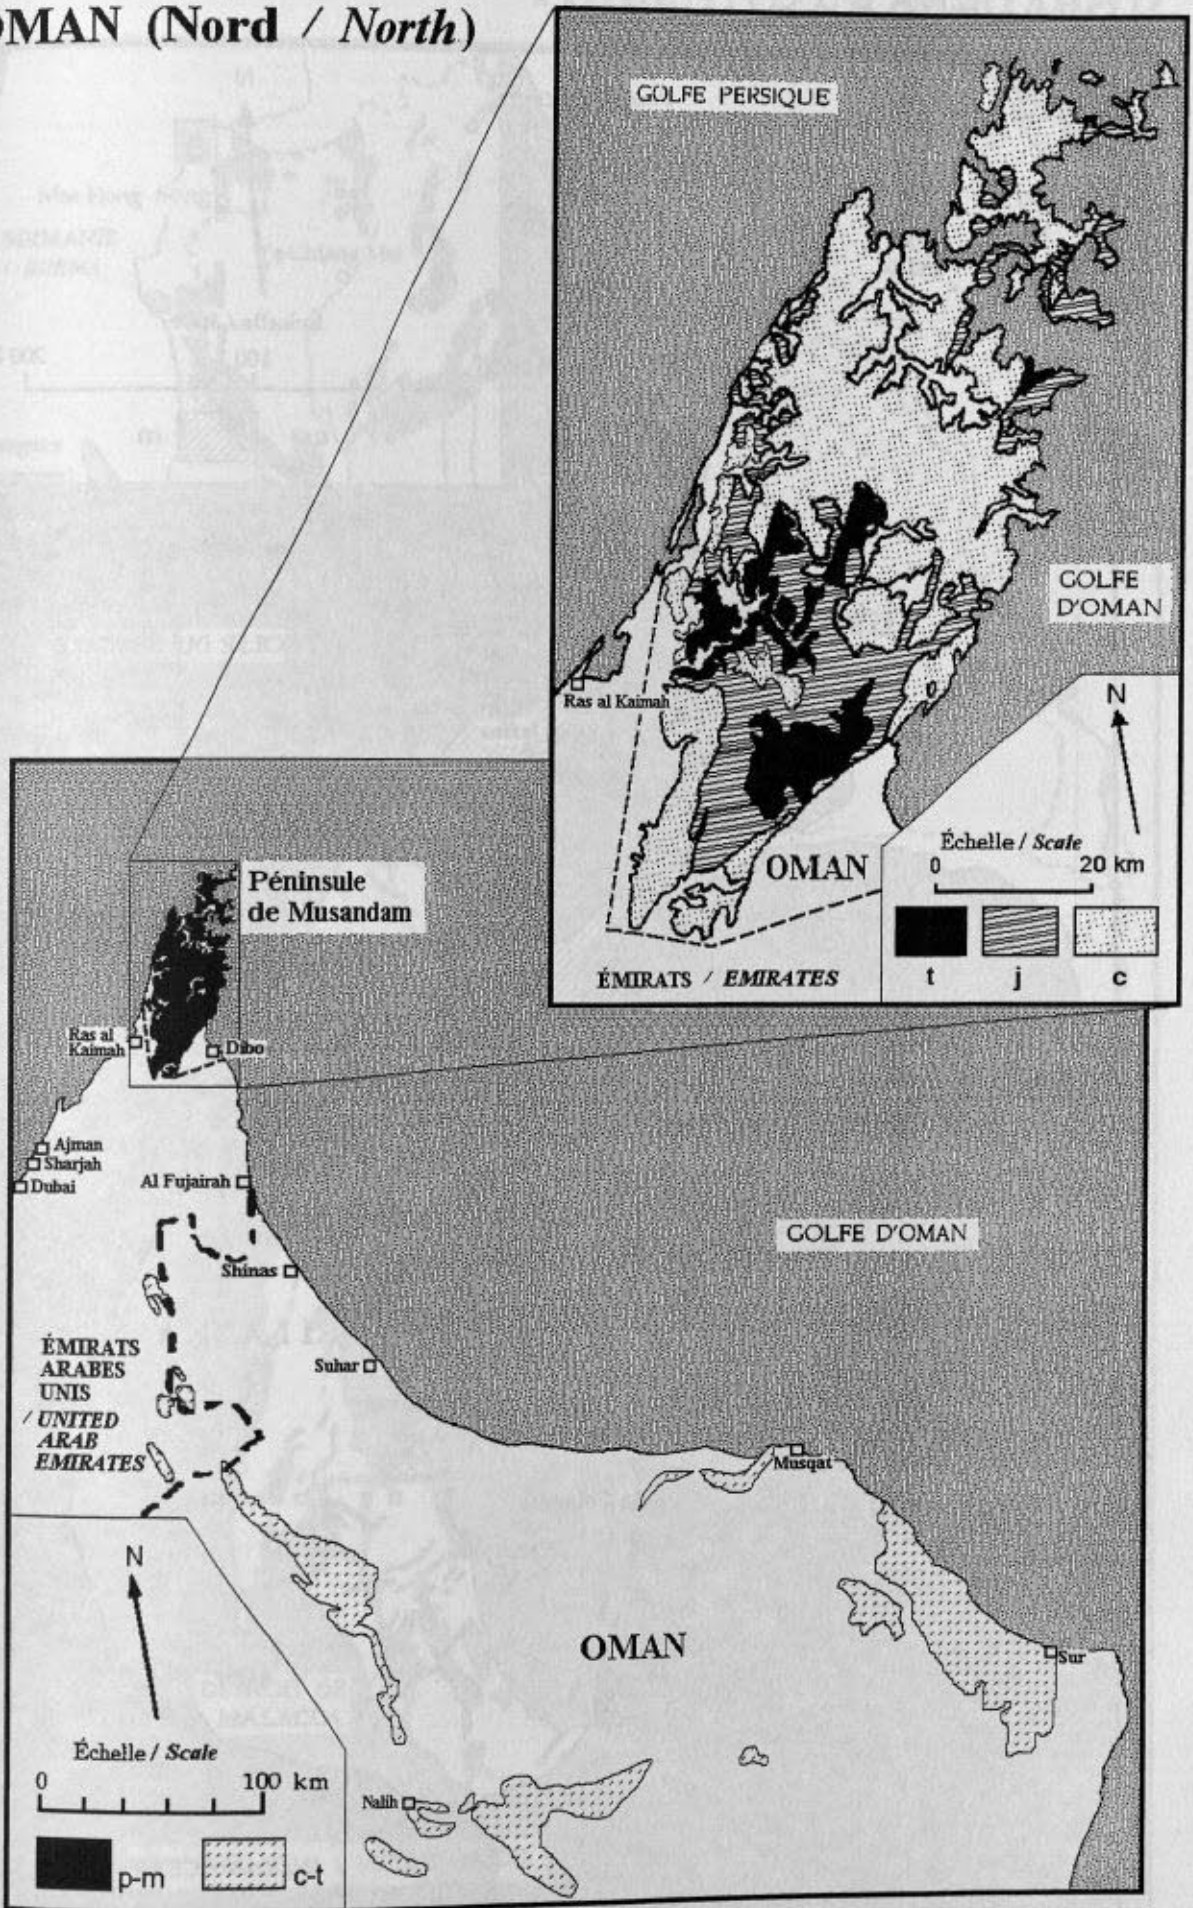 OMAN (Nord / North)
GOLFE PERSIQUE
GOLFE
D'OMAN
Ras al Kaimah
N
Échelle / Scale
0 20 km
OMAN
t j c
ÉMIRATS / EMIRATES
Péninsule
de Musandam
Ras al
Kaimah
Dibo
Ajman
Sharjah
Dubai
Al Fujairah
GOLFE D'OMAN
Shinas
ÉMIRATS
ARABES
UNIS
/ UNITED
ARAB
EMIRATES
Suhar
Musqat
N
OMAN
Sur
Échelle / Scale
0 100 km
Nalih
p-m c-t